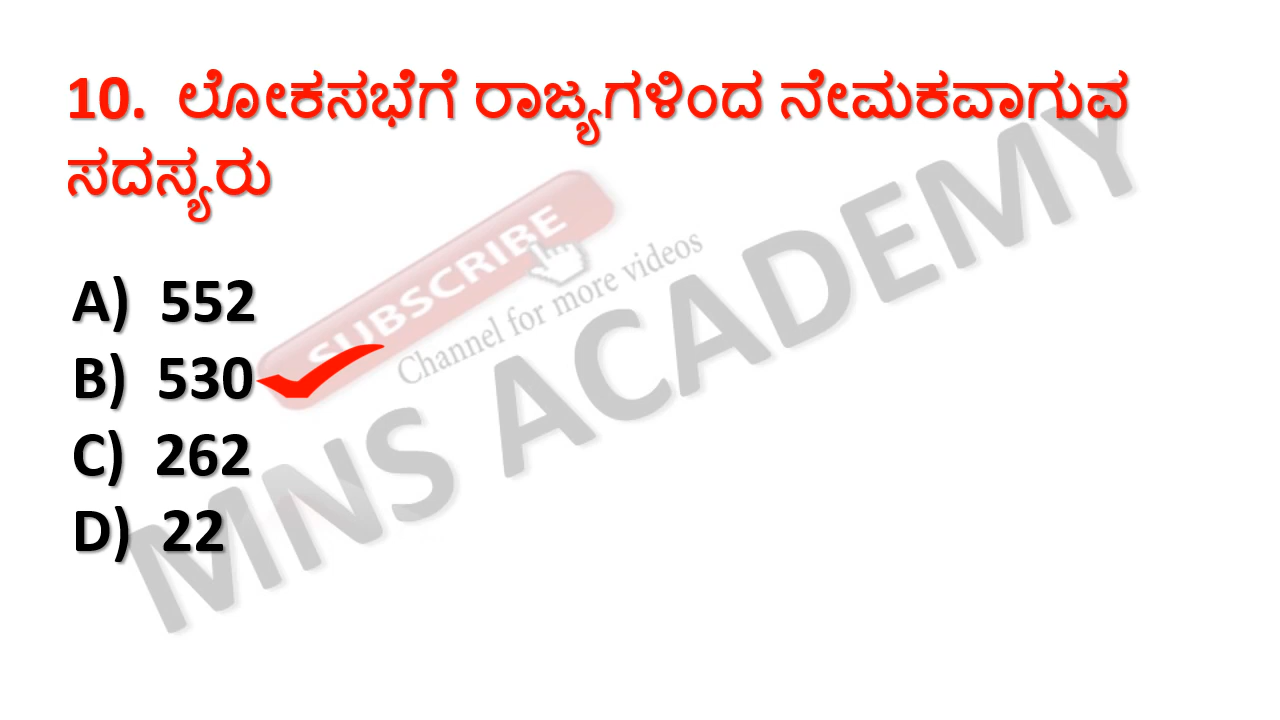 10. ಲೋಕಸಭೆಗೆ ರಾಜ್ಯಗಳಿಂದ ನೇಮಕವಾಗುವ
ಸದಸ್ಯರು
SUBSCRIBE
Channel for more videos
MNS ACADEMY
A) 552
B) 530
C) 262
D) 22